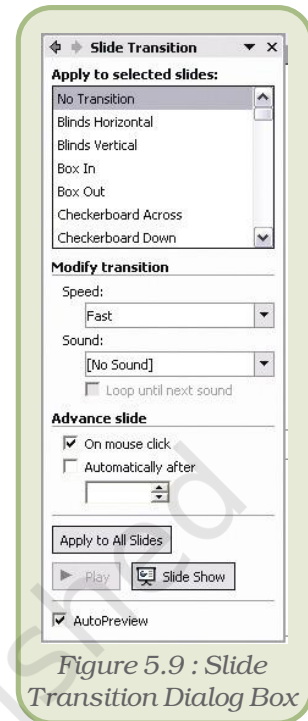 Slide Transition
Apply to selected slides:
No Transition
Blinds Horizontal
Blinds Vertical
Box In
Box Out
Checkerboard Across
Checkerboard Down
Modify transition
Speed:
Fast
Sound:
[No Sound]
Loop until next sound
Advance slide
On mouse click
Automatically after
Apply to All Slides
Play
Slide Show
AutoPreview
Figure 5.9 : Slide
Transition Dialog Box
shed